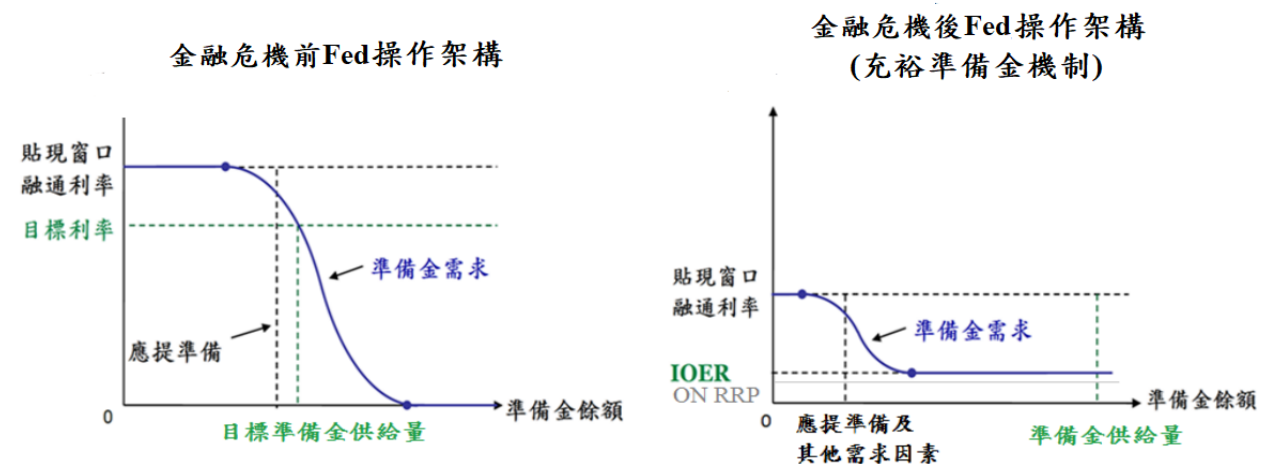 金融危機前Fed操作架構
貼現窗口
融通利率
目標利率
準備金需求
應提準備
0
準備金餘額
目標準備金供給量
金融危機後Fed操作架構
(充裕準備金機制)
貼現窗口
融通利率
準備金需求
IOER
ON RRP
0
準備金餘額
應提準備及
其他需求因素
準備金供給量